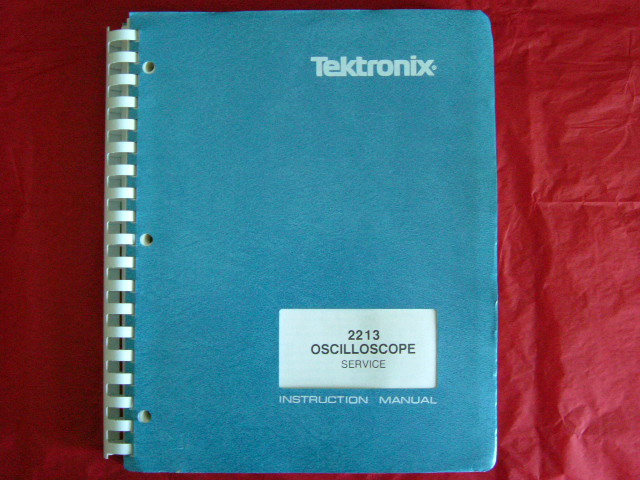 Tektronix
2213
OSCILLOSCOPE
SERVICE
INSTRUCTION MANUAL